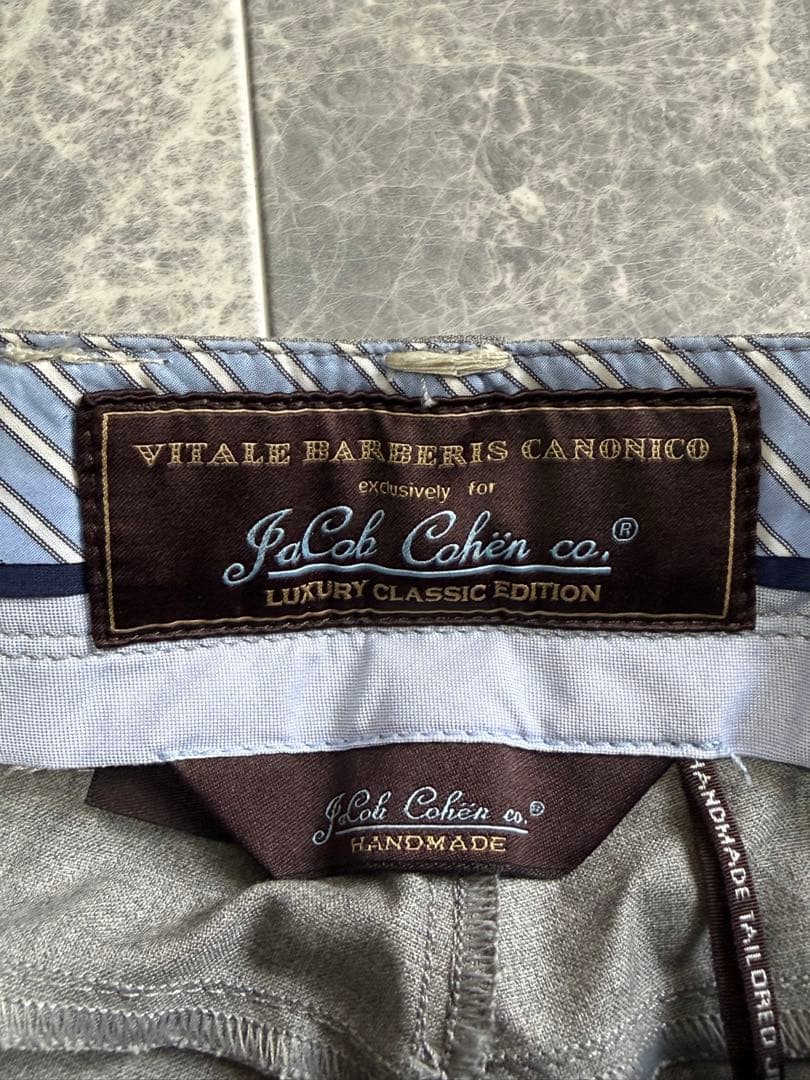 VITALE BARBERIS CANONICO
exclusively for
JaCob Cohën co.®
LUXURY CLASSIC EDITION
JaCob Cohën co.®
HANDMADE
HANDMADE TAILORED